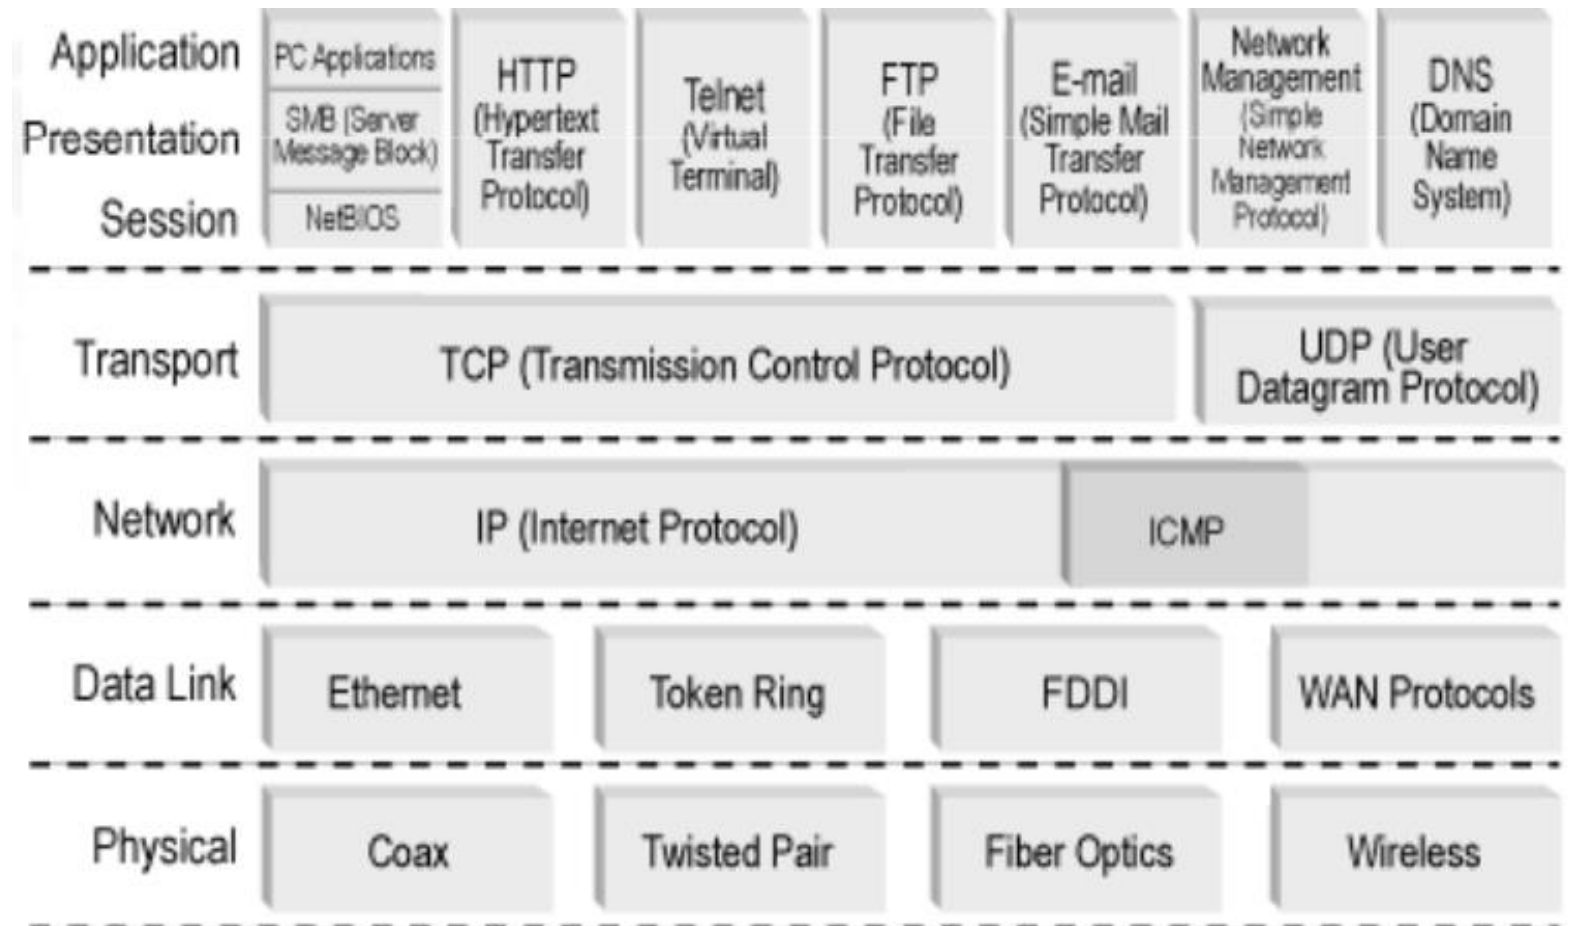 Application
Presentation
Session
PC Applications
SMB (Server
Message Block)
NetBIOS
HTTP
(Hypertext
Transfer
Protocol)
Telnet
(Virtual
Terminal)
FTP
(File
Transfer
Protocol)
E-mail
(Simple Mail
Transfer
Protocol)
Network
Management
(Simple
Network
Management
Protocol)
DNS
(Domain
Name
System)
Transport
TCP (Transmission Control Protocol)
UDP (User
Datagram Protocol)
Network
IP (Internet Protocol)
ICMP
Data Link
Ethernet
Token Ring
FDDI
WAN Protocols
Physical
Coax
Twisted Pair
Fiber Optics
Wireless